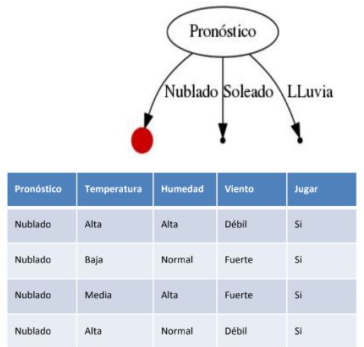 Pronóstico
Nublado Soleado LLuvia
Pronóstico Temperatura Humedad Viento Jugar
Nublado Alta Alta Débil Si
Nublado Baja Normal Fuerte Si
Nublado Media Alta Fuerte Si
Nublado Alta Normal Débil Si